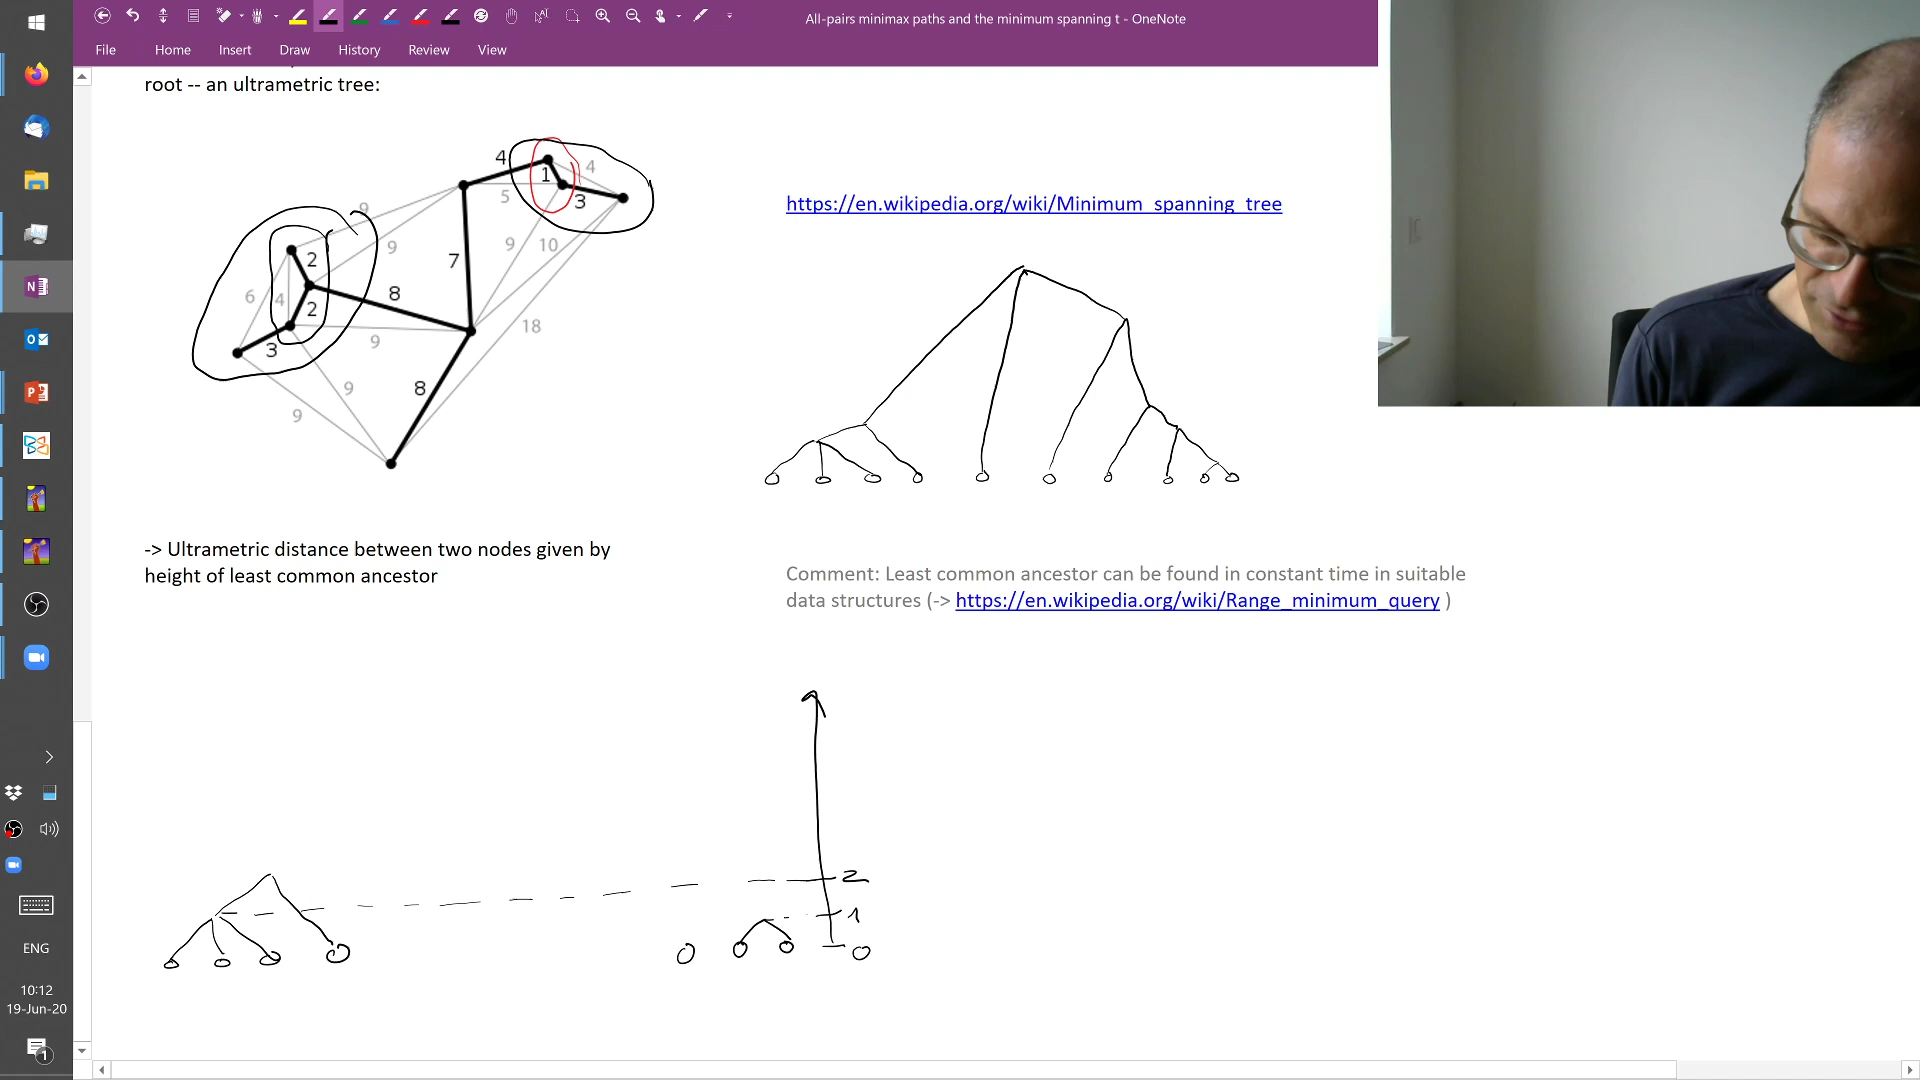 All-pairs minimax paths and the minimum spanning t - OneNote
File Home Insert Draw History Review View
root -- an ultrametric tree:
4
1
4
5
3
9
9
9
10
7
2
6
4
2
8
18
3
9
9
8
9
https://en.wikipedia.org/wiki/Minimum_spanning_tree
-> Ultrametric distance between two nodes given by
height of least common ancestor
Comment: Least common ancestor can be found in constant time in suitable
data structures (-> https://en.wikipedia.org/wiki/Range_minimum_query )
2
1
0
ENG
10:12
19-Jun-20
1